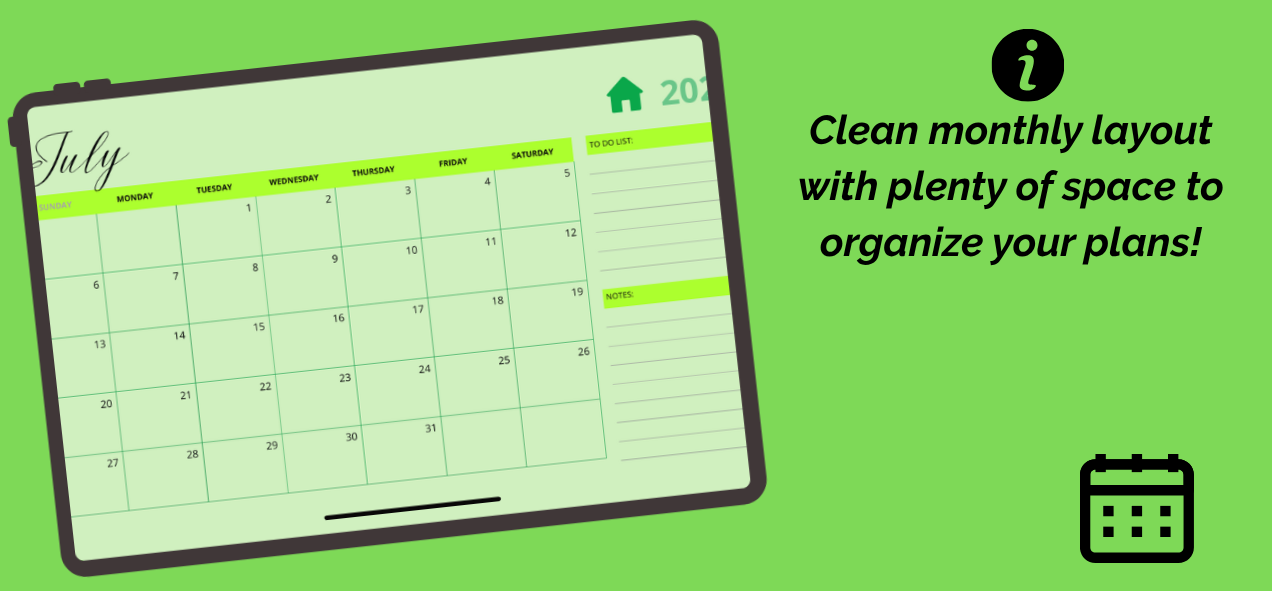 July
202
SUNDAY MONDAY TUESDAY WEDNESDAY THURSDAY FRIDAY SATURDAY
1 2 3 4 5
6 7 8 9 10 11 12
13 14 15 16 17 18 19
20 21 22 23 24 25 26
27 28 29 30 31
TO DO LIST:
NOTES:
i
Clean monthly layout
with plenty of space to
organize your plans!